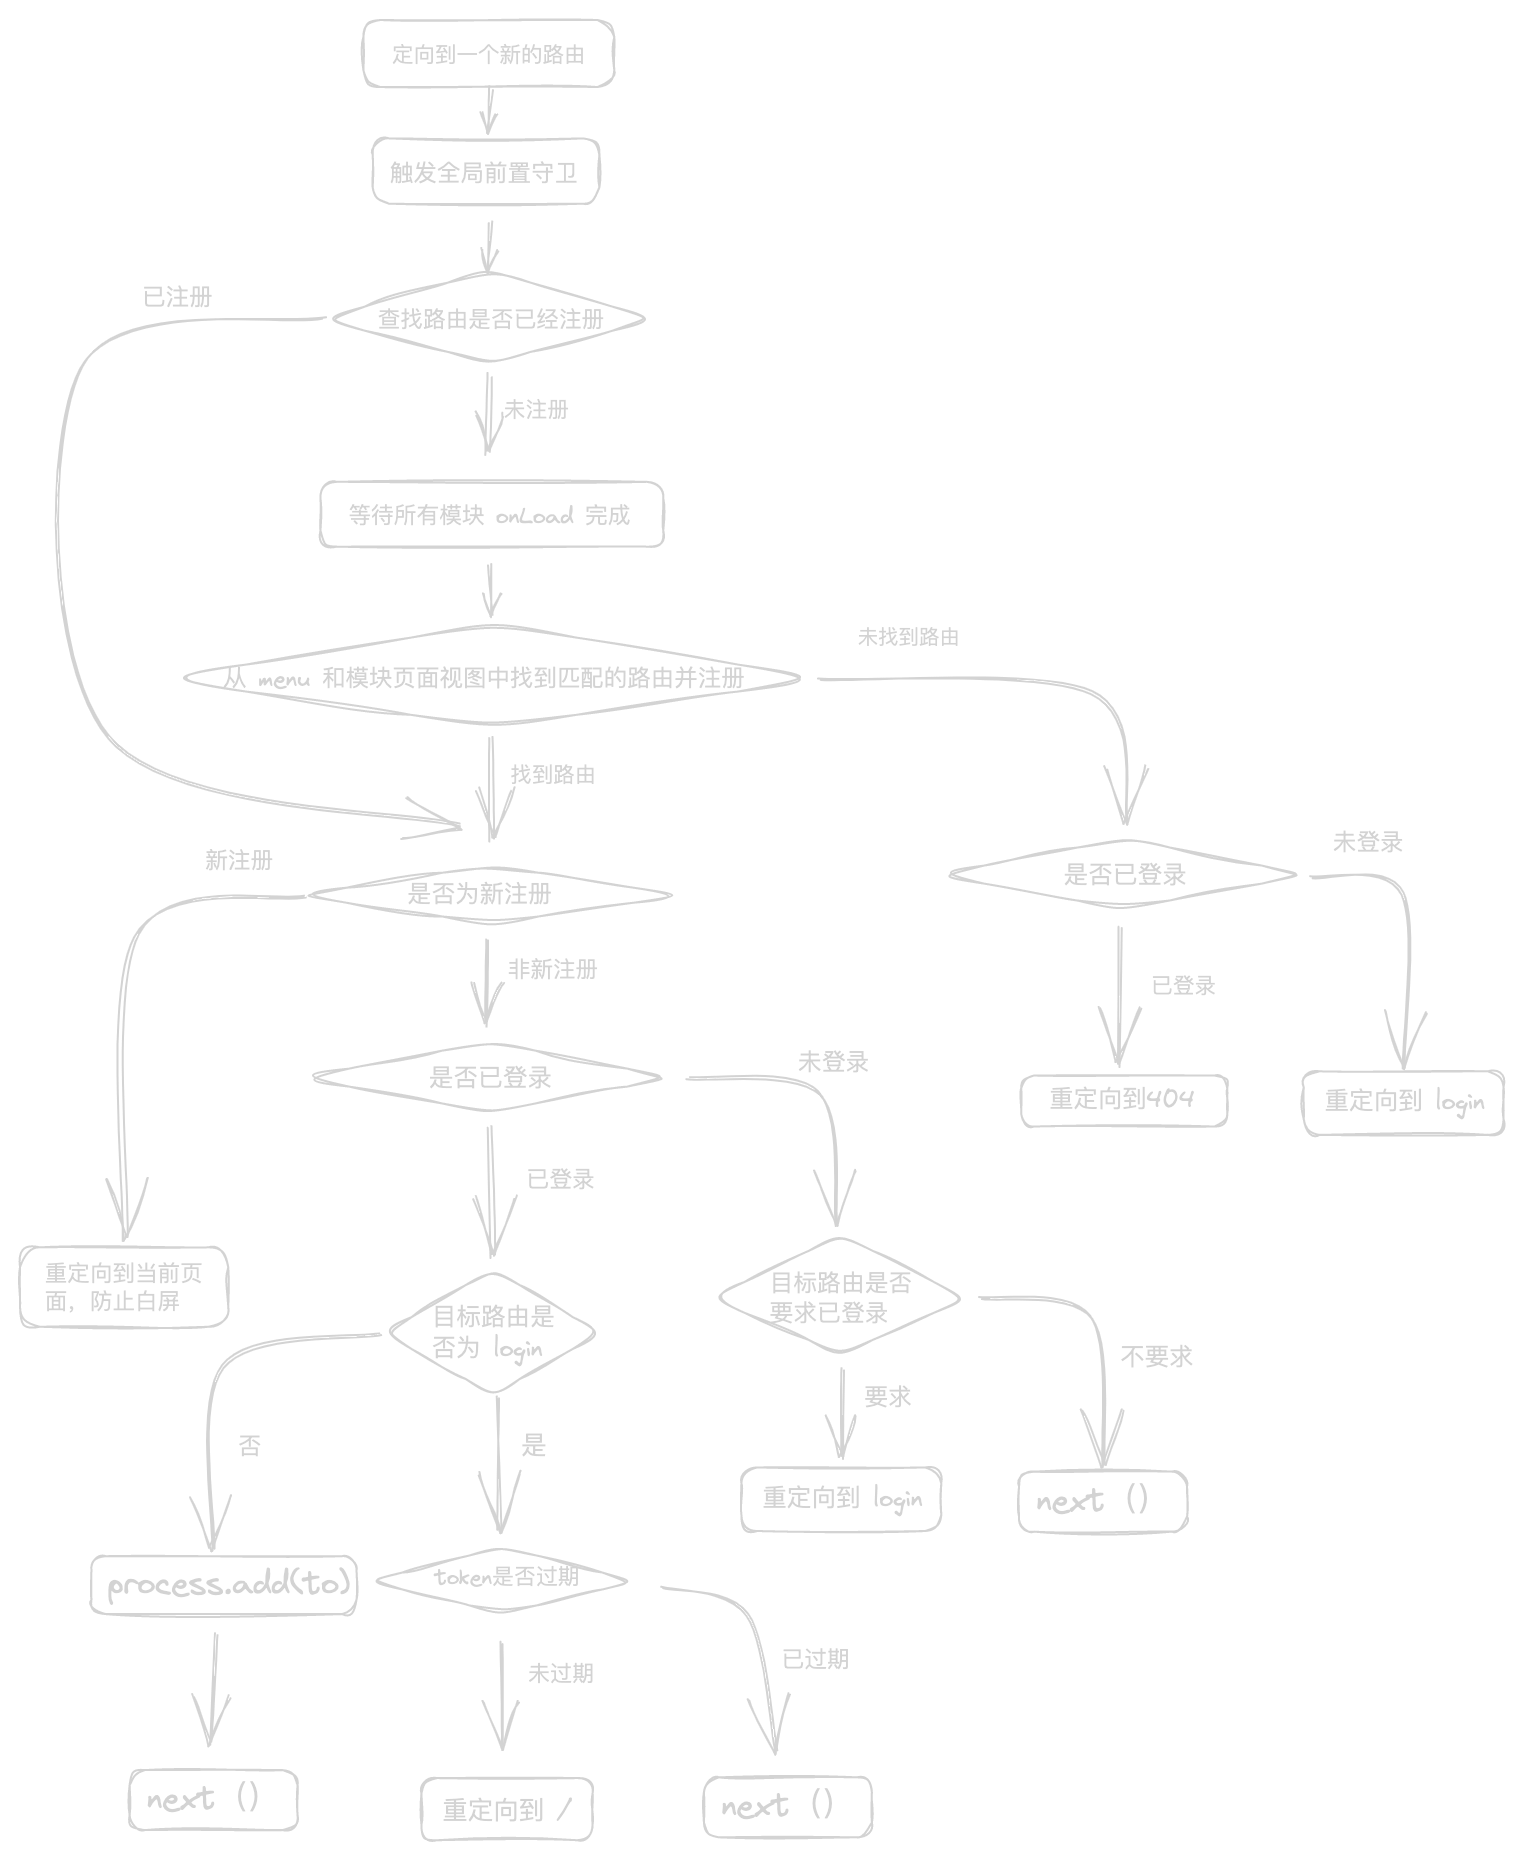 定向到一个新的路由
触发全局前置守卫
已注册
查找路由是否已经注册
未注册
等待所有模块 onLoad 完成
未找到路由
从 menu 和模块页面视图中找到匹配的路由并注册
找到路由
未登录
新注册
是否已登录
是否为新注册
非新注册
已登录
未登录
是否已登录
重定向到404
重定向到 login
已登录
重定向到当前页
面，防止白屏
目标路由是否
要求已登录
目标路由是
否为 login
不要求
要求
否
是
重定向到 login
next ()
process.add(to)
token是否过期
已过期
未过期
next ()
重定向到 /
next ()